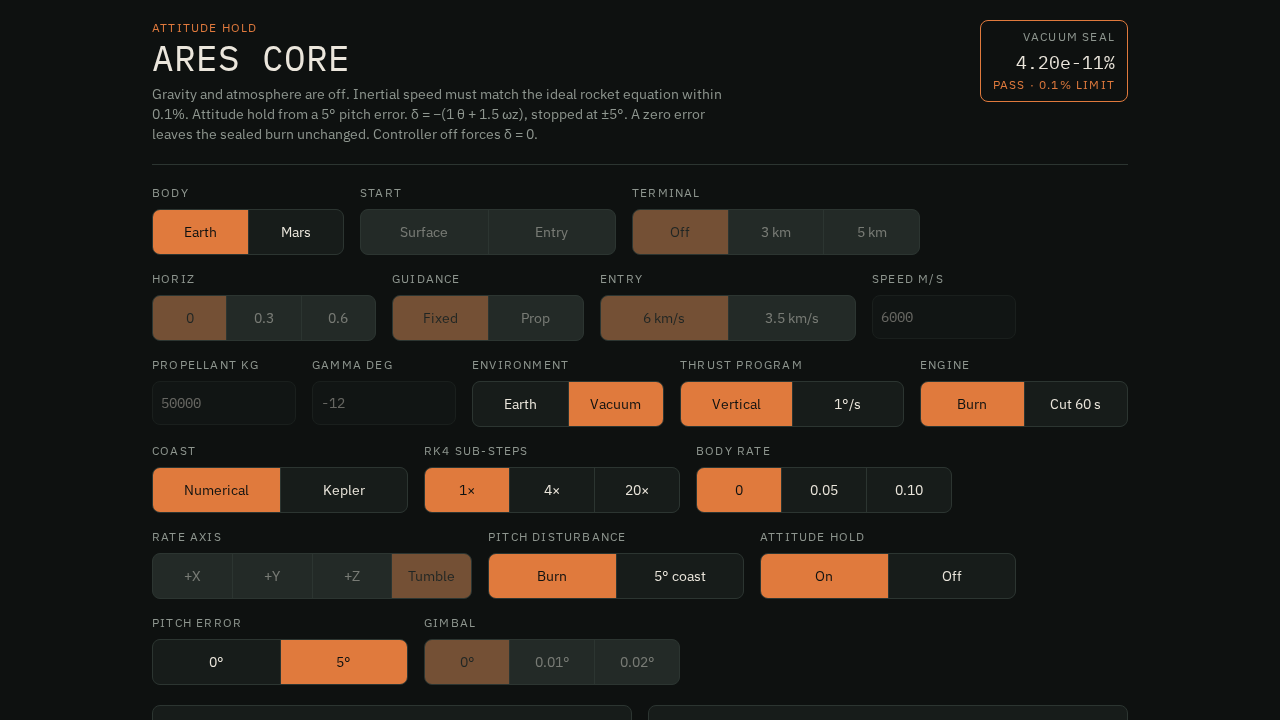 ATTITUDE HOLD
ARES CORE
Gravity and atmosphere are off. Inertial speed must match the ideal rocket equation within
0.1%. Attitude hold from a 5° pitch error. δ = −(1 θ + 1.5 ωz), stopped at ±5°. A zero error
leaves the sealed burn unchanged. Controller off forces δ = 0.
VACUUM SEAL
4.20e-11%
PASS · 0.1% LIMIT
BODY
Earth Mars
START
Surface Entry
TERMINAL
Off 3 km 5 km
HORIZ
0 0.3 0.6
GUIDANCE
Fixed Prop
ENTRY
6 km/s 3.5 km/s
SPEED M/S
6000
PROPELLANT KG
50000
GAMMA DEG
-12
ENVIRONMENT
Earth Vacuum
THRUST PROGRAM
Vertical 1°/s
ENGINE
Burn Cut 60 s
COAST
Numerical Kepler
RK4 SUB-STEPS
1× 4× 20×
BODY RATE
0 0.05 0.10
RATE AXIS
+X +Y +Z Tumble
PITCH DISTURBANCE
Burn 5° coast
ATTITUDE HOLD
On Off
PITCH ERROR
0° 5°
GIMBAL
0° 0.01° 0.02°